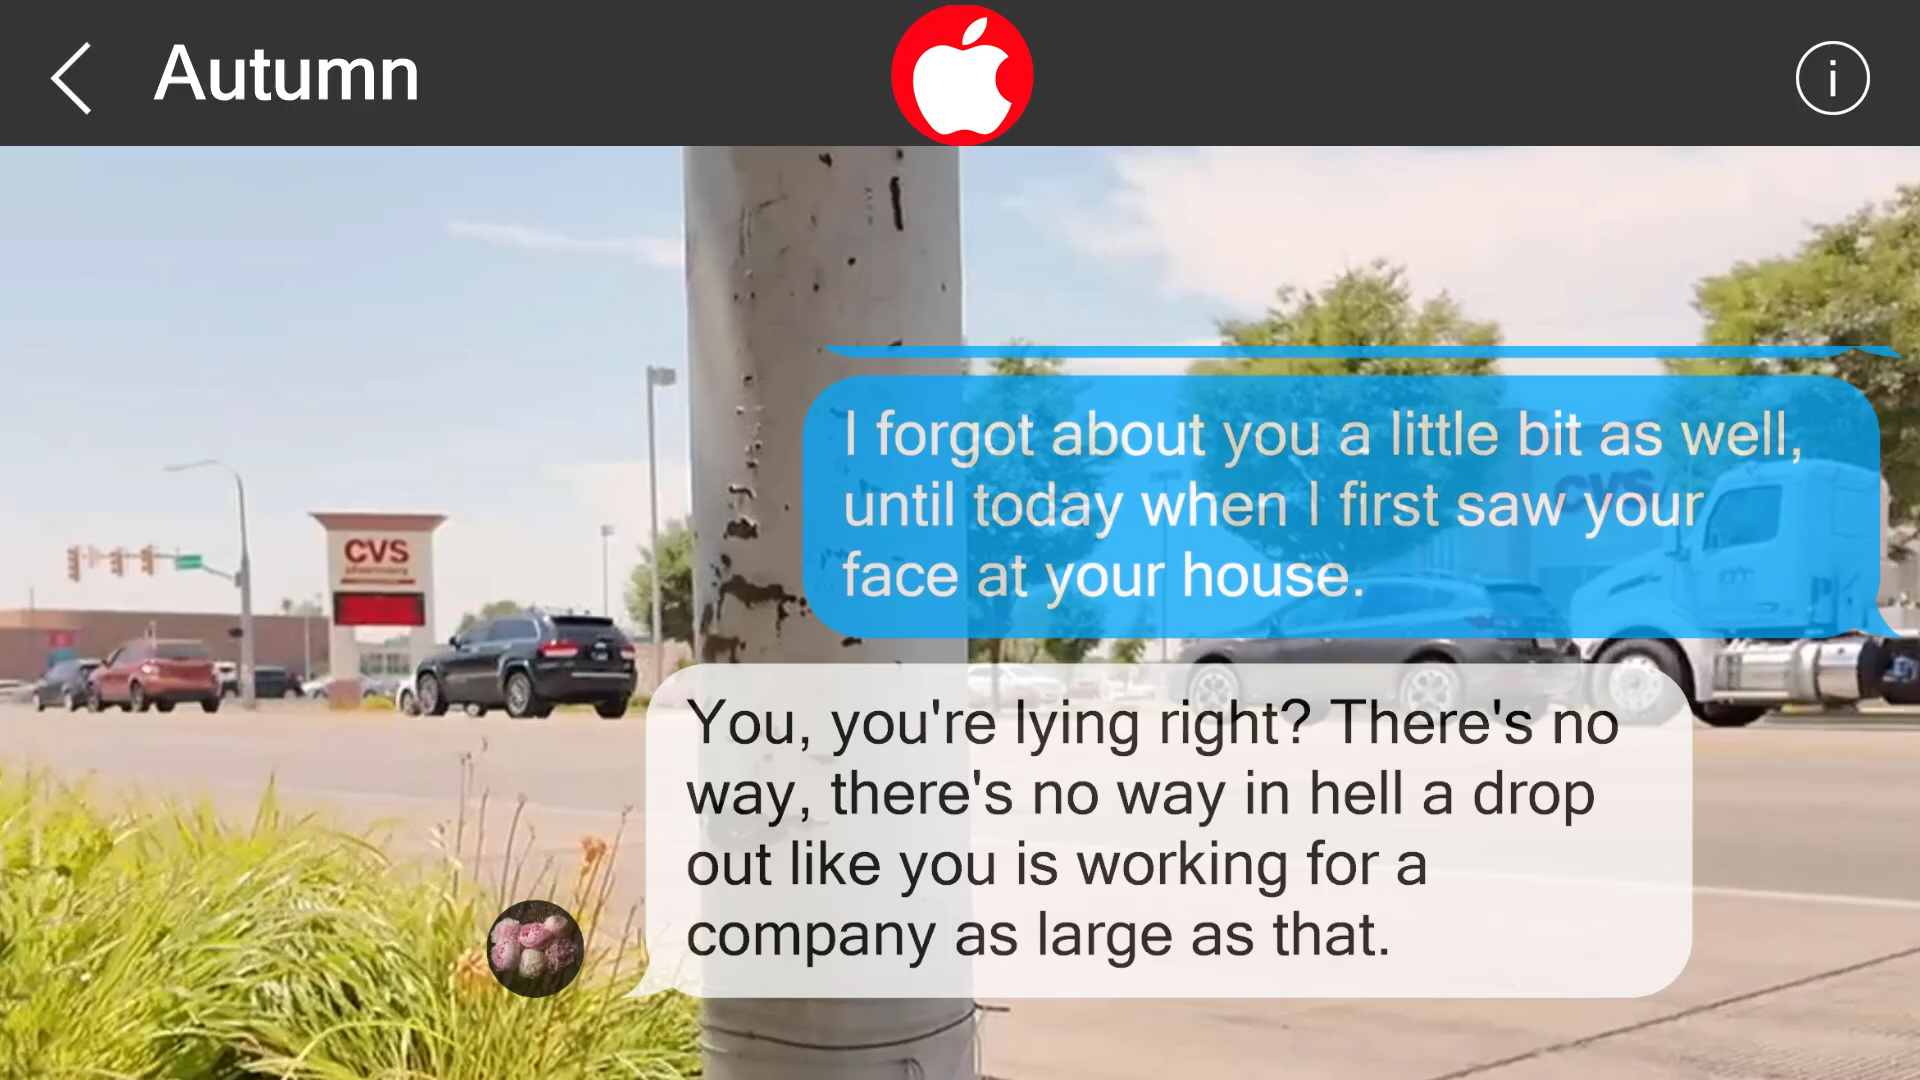 Autumn
I forgot about you a little bit as well,
until today when I first saw your
face at your house.
CVS
CVS
pharmacy
You, you're lying right? There's no
way, there's no way in hell a drop
out like you is working for a
company as large as that.